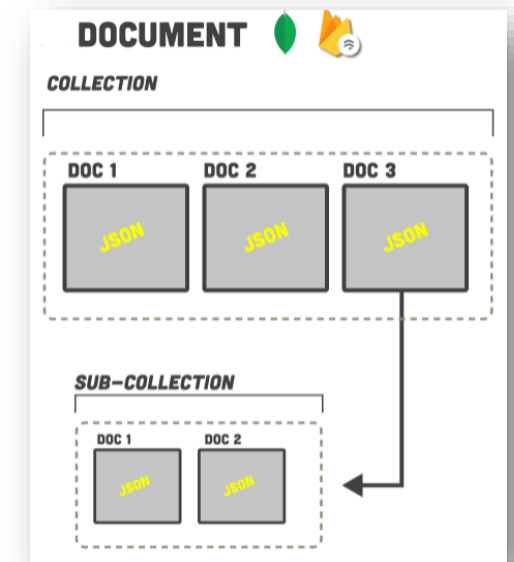 DOCUMENT
COLLECTION
DOC 1 DOC 2 DOC 3
JSON JSON JSON
SUB-COLLECTION
DOC 1 DOC 2
JSON JSON